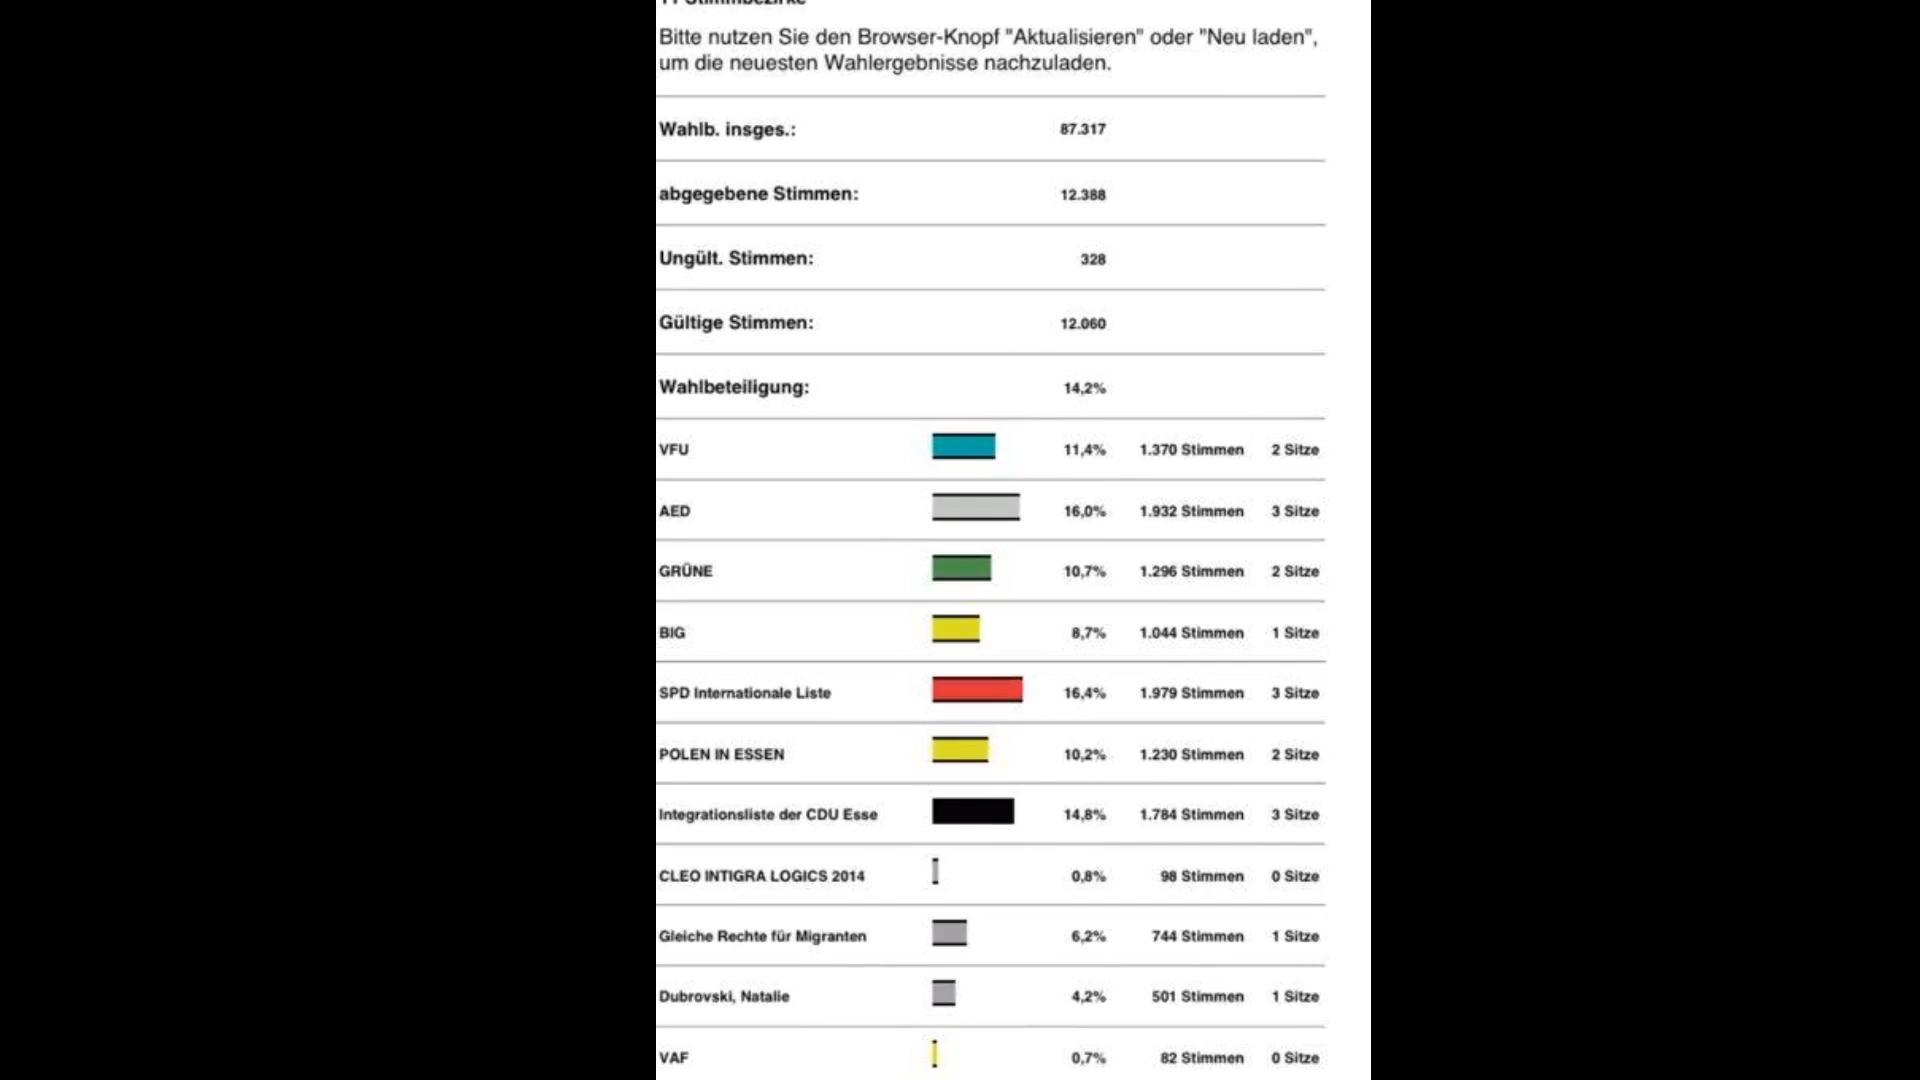 Stimmbezirke
Bitte nutzen Sie den Browser-Knopf "Aktualisieren" oder "Neu laden",
um die neuesten Wahlergebnisse nachzuladen.
Wahlb. insges.: 87.317
abgegebene Stimmen: 12.388
Ungült. Stimmen: 328
Gültige Stimmen: 12.060
Wahlbeteiligung: 14,2%
VFU 11,4% 1.370 Stimmen 2 Sitze
AED 16,0% 1.932 Stimmen 3 Sitze
GRÜNE 10,7% 1.296 Stimmen 2 Sitze
BIG 8,7% 1.044 Stimmen 1 Sitze
SPD Internationale Liste 16,4% 1.979 Stimmen 3 Sitze
POLEN IN ESSEN 10,2% 1.230 Stimmen 2 Sitze
Integrationsliste der CDU Esse 14,8% 1.784 Stimmen 3 Sitze
CLEO INTIGRA LOGICS 2014 0,8% 98 Stimmen 0 Sitze
Gleiche Rechte für Migranten 6,2% 744 Stimmen 1 Sitze
Dubrovski, Natalie 4,2% 501 Stimmen 1 Sitze
VAF 0,7% 82 Stimmen 0 Sitze